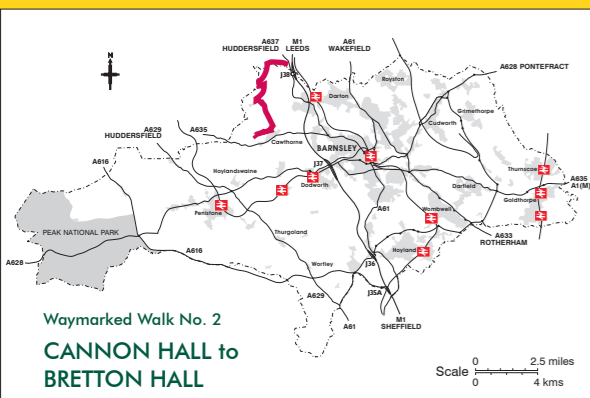 A637
HUDDERSFIELD
M1
LEEDS
A61
WAKEFIELD
N
J38
Royston
A628 PONTEFRACT
Darton
Grimethorpe
A629
HUDDERSFIELD
A635
Cudworth
A616
Cawthorne
BARNSLEY
Hoylandswaine
J37
Thurnscoe
Dodworth
Darfield
A635
A1(M)
Goldthorpe
Penistone
A61
Wombwell
PEAK NATIONAL PARK
Thurgoland
A633
ROTHERHAM
A616
Hoyland
A628
Wortley
J36
A629
J35A
A61
M1
SHEFFIELD
Waymarked Walk No. 2
CANNON HALL to
BRETTON HALL
Scale
0 2.5 miles
0 4 kms